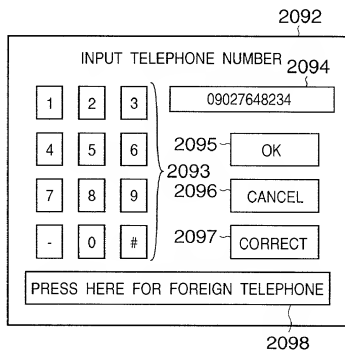 2092
INPUT TELEPHONE NUMBER
2094
1 2 3
09027648234
4 5 6
2095
OK
2093
7 8 9
2096
CANCEL
- 0 #
2097
CORRECT
PRESS HERE FOR FOREIGN TELEPHONE
2098